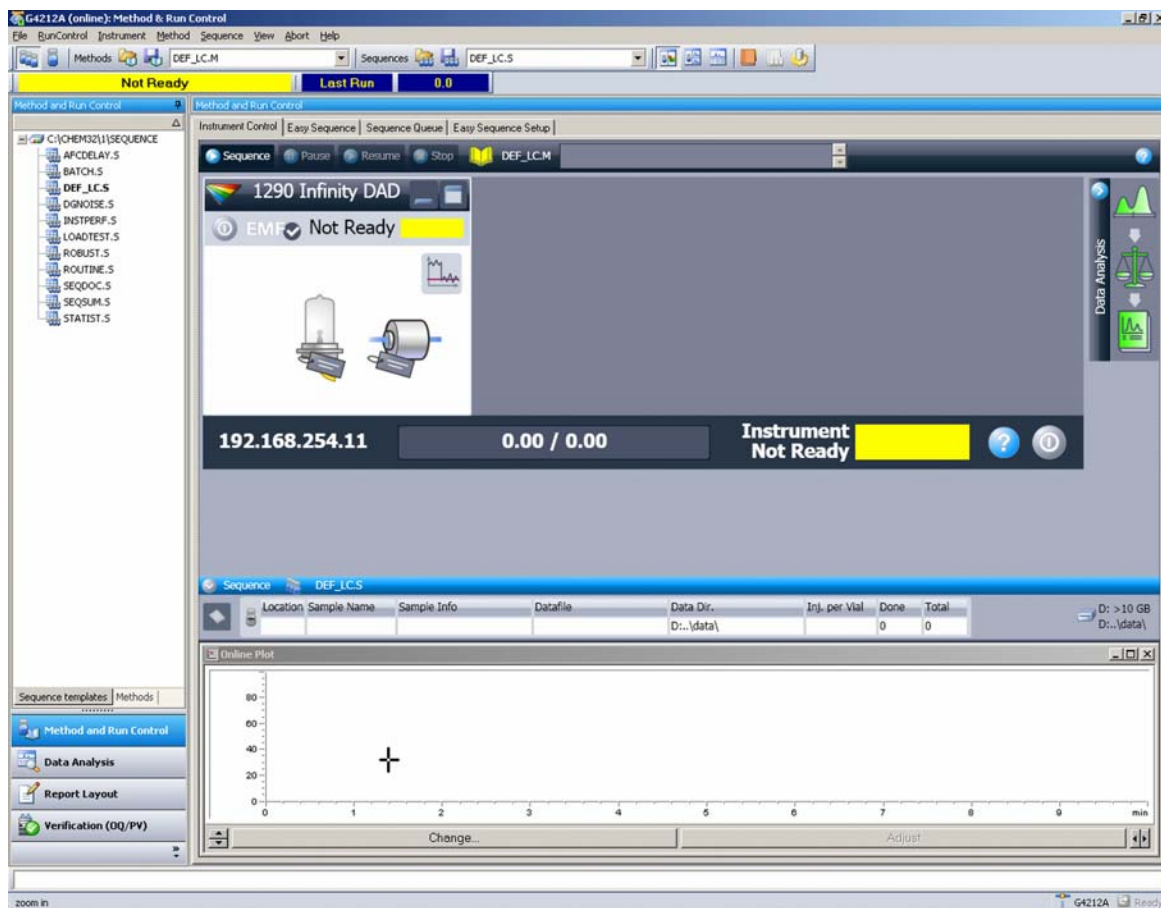 G4212A (online): Method & Run Control
File RunControl Instrument Method Sequence View Abort Help
Methods DEF_LC.M Sequences DEF_LC.S
Not Ready Last Run 0.0
Method and Run Control
Method and Run Control
Instrument Control Easy Sequence Sequence Queue Easy Sequence Setup
C:\CHEM32\1\SEQUENCE
AFCDELAY.S
BATCH.S
DEF_LC.S
DGNOISE.S
INSTPERF.S
LOADTEST.S
ROBUST.S
ROUTINE.S
SEQDOC.S
SEQSUM.S
STATIST.S
Sequence Pause Resume Stop DEF_LC.M
1290 Infinity DAD
EMF Not Ready
Data Analysis
192.168.254.11 0.00 / 0.00 Instrument
Not Ready
Sequence DEF_LC.S
Location Sample Name Sample Info Datafile Data Dir. Inj. per Vial Done Total
D:..\data\ 0 0
D: >10 GB
D:..\data\
Online Plot
80
60
40
20
0
0 1 2 3 4 5 6 7 8 9 min
Change... Adjust
Sequence templates Methods
Method and Run Control
Data Analysis
Report Layout
Verification (OQ/PV)
zoom in G4212A Ready